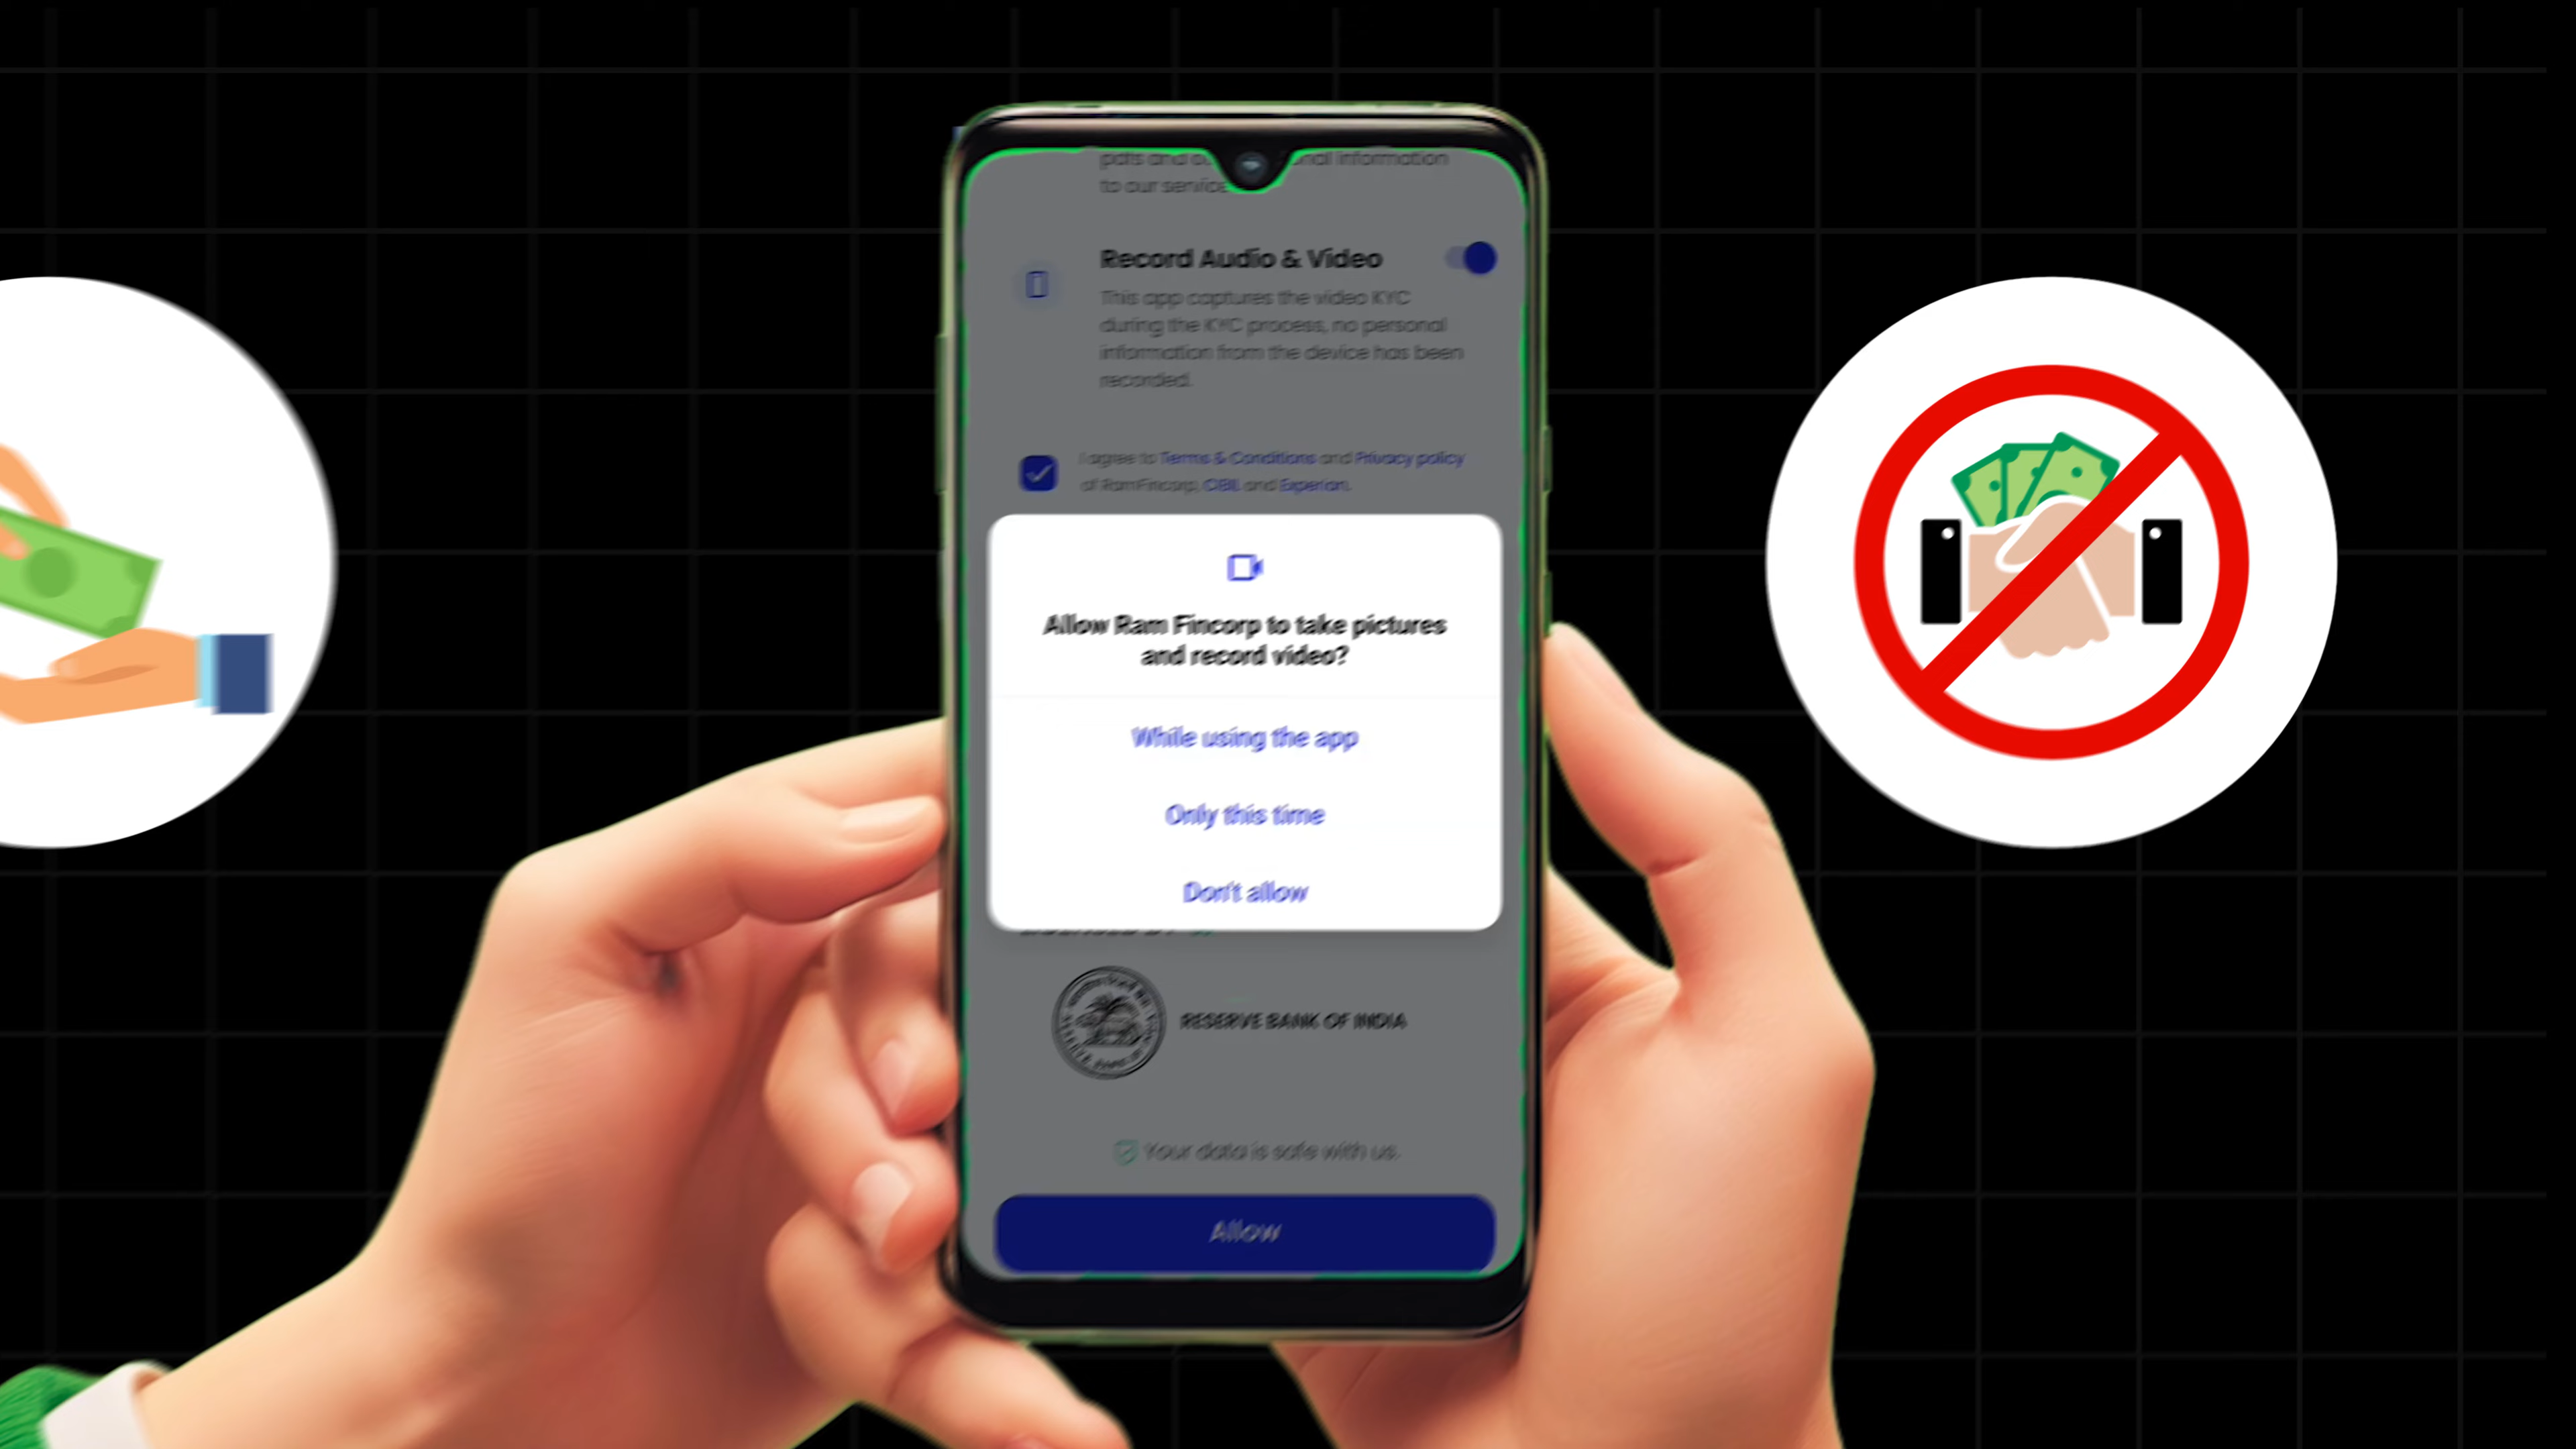 to our service
Record Audio & Video
This app captures the video KYC
during the KYC process, no personal
information from the device has been
recorded.
I agree to Terms & Conditions and Privacy policy
of RamFincorp, CIBIL and Experian.
Allow Ram Fincorp to take pictures
and record video?
While using the app
Only this time
Don't allow
RESERVE BANK OF INDIA
Your data is safe with us.
Allow